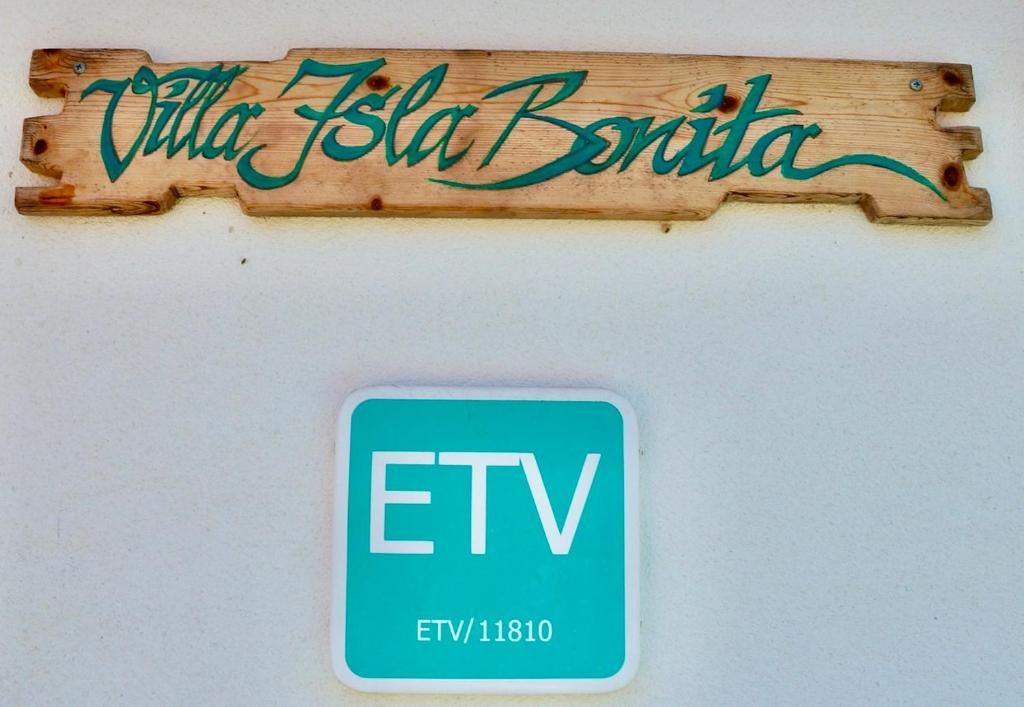 Villa Isla Bonita
ETV
ETV/11810